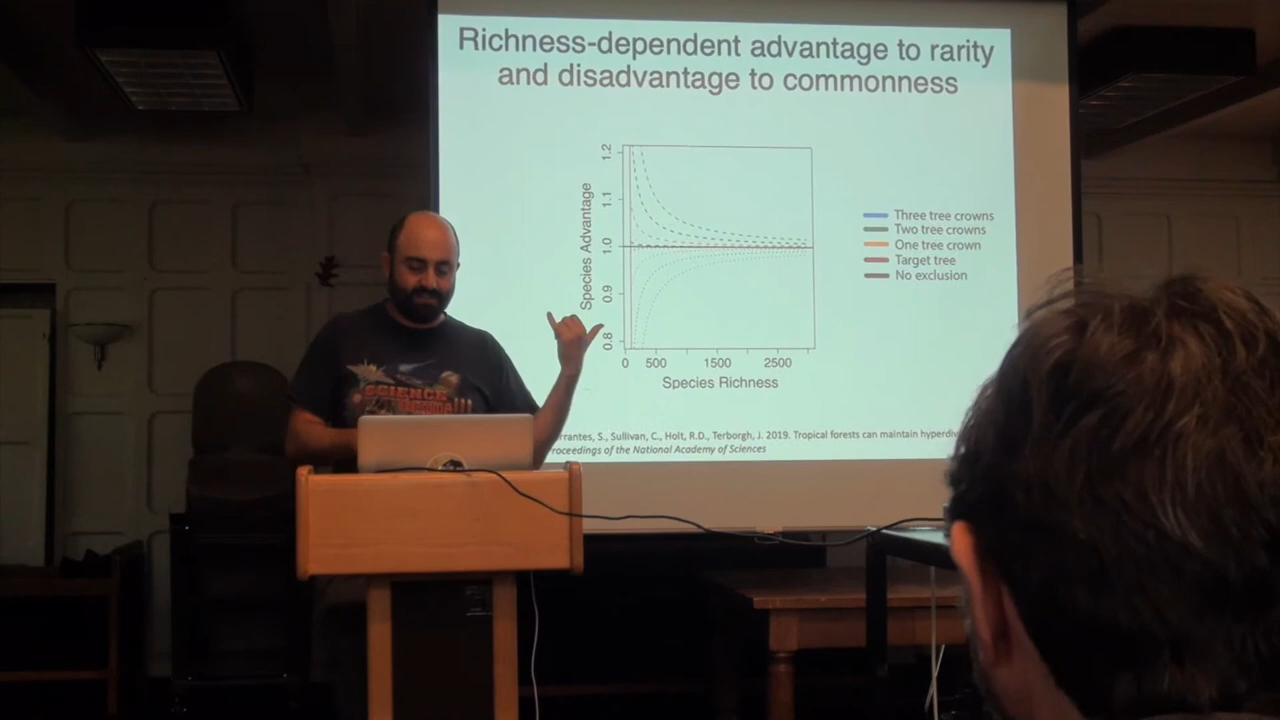 Richness-dependent advantage to rarity
and disadvantage to commonness
1.2
1.1
1.0
0.9
0.8
Species Advantage
0
500
1500
2500
Species Richness
Three tree crowns
Two tree crowns
One tree crown
Target tree
No exclusion
rrantes, S., Sullivan, C., Holt, R.D., Terborgh, J. 2019. Tropical forests can maintain hyperdiv
roceedings of the National Academy of Sciences
SCIENCE